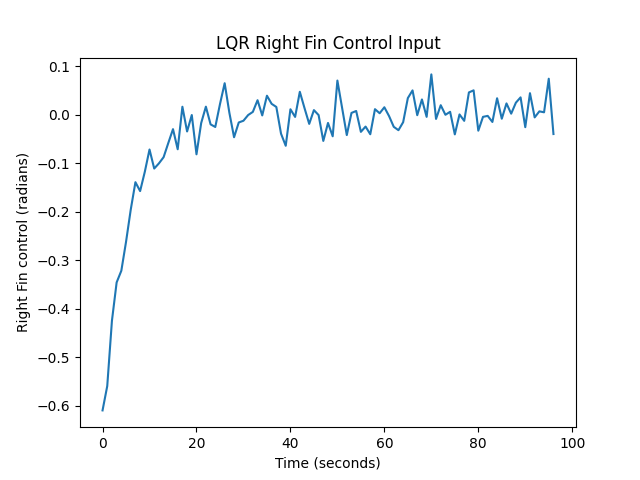 LQR Right Fin Control Input
0.1
0.0
−0.1
−0.2
−0.3
−0.4
−0.5
−0.6
Right Fin control (radians)
0 20 40 60 80 100
Time (seconds)